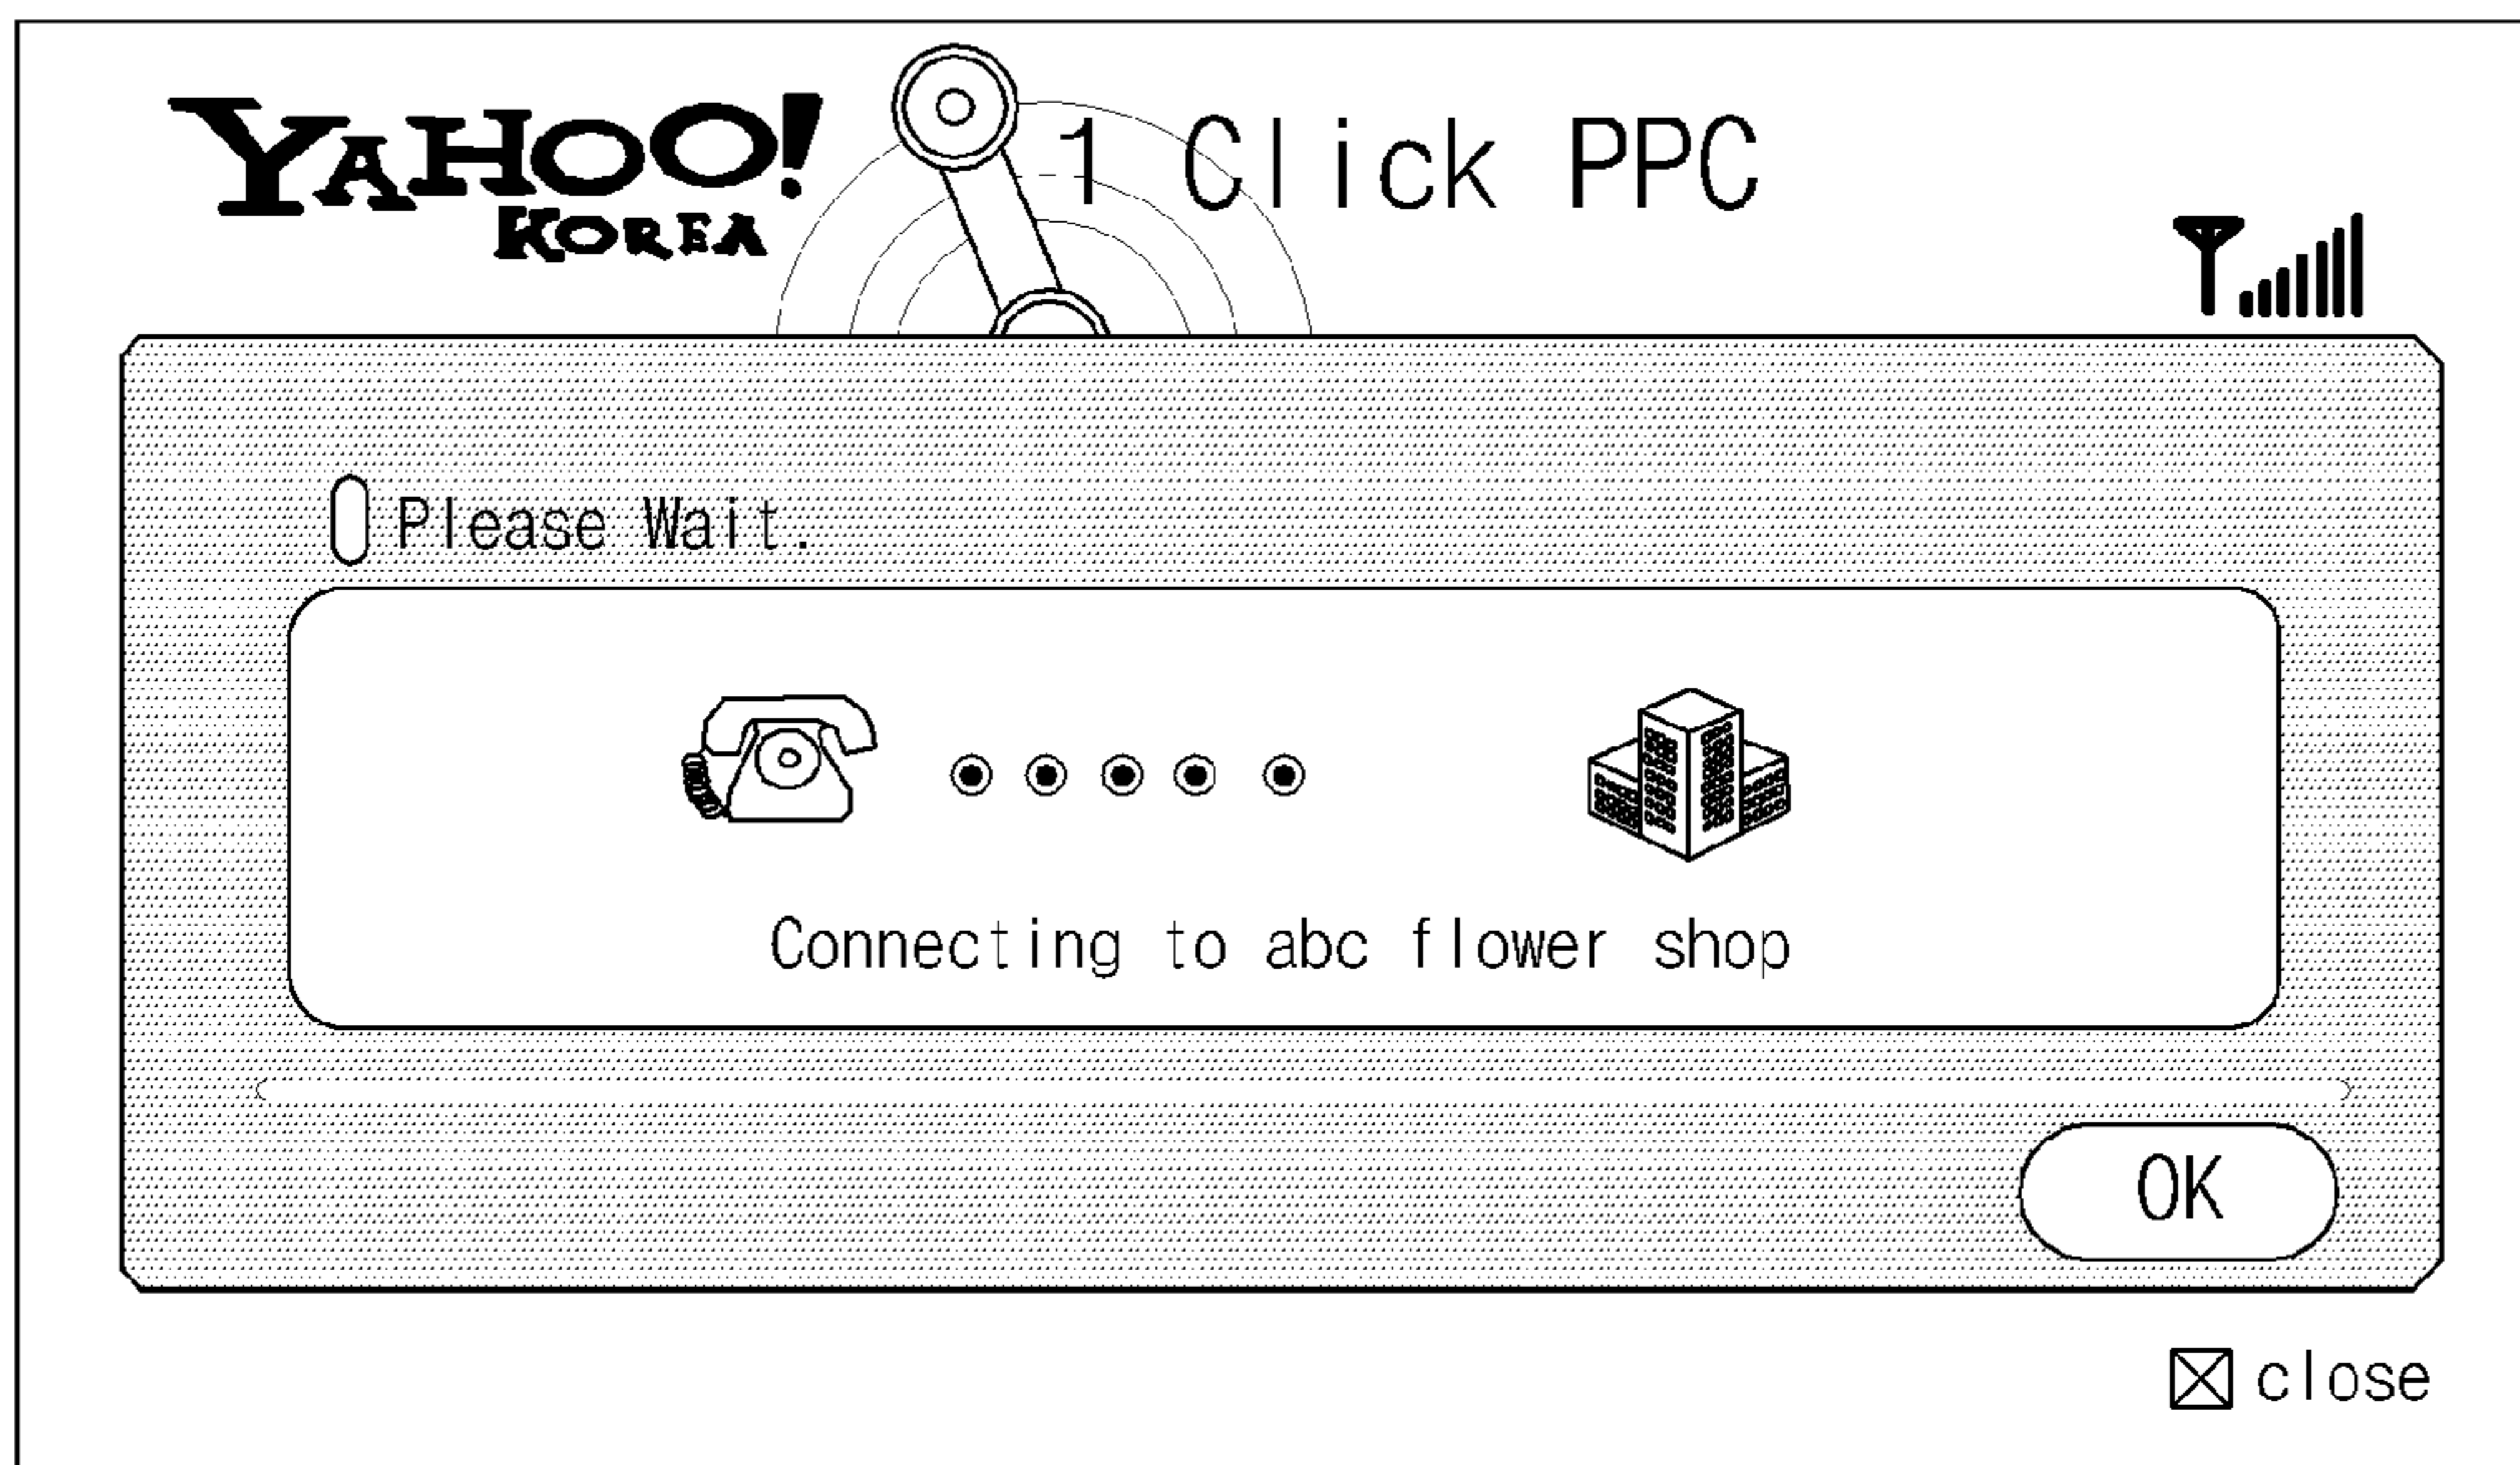 YAHOO!
KOREA
1 Click PPC
Please Wait.
Connecting to abc flower shop
OK
close